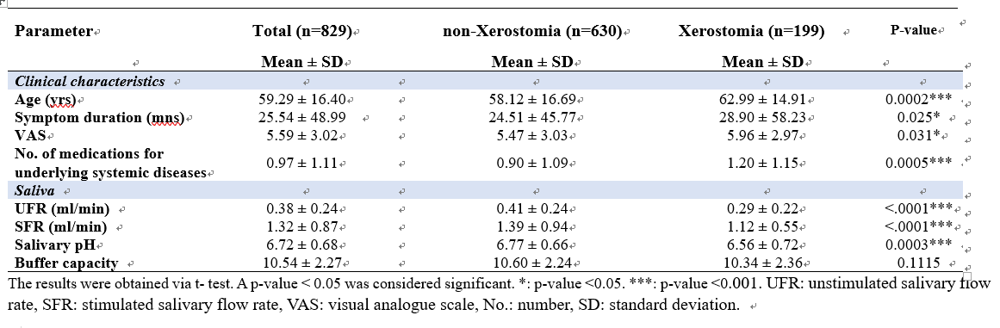 Parameter Total (n=829) non-Xerostomia (n=630) Xerostomia (n=199) P-value
Mean ± SD Mean ± SD Mean ± SD
Clinical characteristics
Age (yrs) 59.29 ± 16.40 58.12 ± 16.69 62.99 ± 14.91 0.0002***
Symptom duration (mns) 25.54 ± 48.99 24.51 ± 45.77 28.90 ± 58.23 0.025*
VAS 5.59 ± 3.02 5.47 ± 3.03 5.96 ± 2.97 0.031*
No. of medications for
underlying systemic diseases 0.97 ± 1.11 0.90 ± 1.09 1.20 ± 1.15 0.0005***
Saliva
UFR (ml/min) 0.38 ± 0.24 0.41 ± 0.24 0.29 ± 0.22 <.0001***
SFR (ml/min) 1.32 ± 0.87 1.39 ± 0.94 1.12 ± 0.55 <.0001***
Salivary pH 6.72 ± 0.68 6.77 ± 0.66 6.56 ± 0.72 0.0003***
Buffer capacity 10.54 ± 2.27 10.60 ± 2.24 10.34 ± 2.36 0.1115
The results were obtained via t- test. A p-value < 0.05 was considered significant. *: p-value <0.05. ***: p-value <0.001. UFR: unstimulated salivary flow
rate, SFR: stimulated salivary flow rate, VAS: visual analogue scale, No.: number, SD: standard deviation.